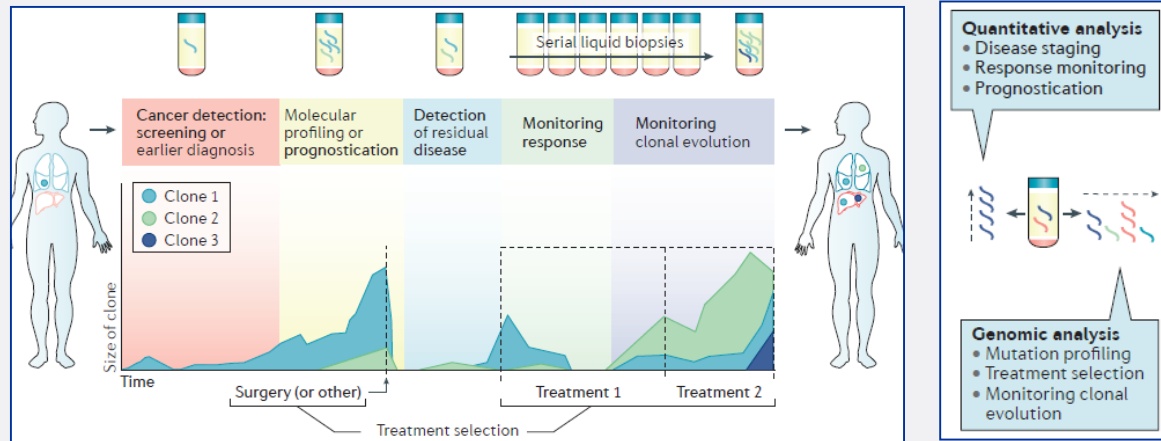 Serial liquid biopsies
Cancer detection:
screening or
earlier diagnosis
Molecular
profiling or
prognostication
Detection
of residual
disease
Monitoring
response
Monitoring
clonal evolution
Clone 1
Clone 2
Clone 3
Size of clone
Time
Surgery (or other)
Treatment 1
Treatment 2
Treatment selection
Quantitative analysis
• Disease staging
• Response monitoring
• Prognostication
Genomic analysis
• Mutation profiling
• Treatment selection
• Monitoring clonal
evolution